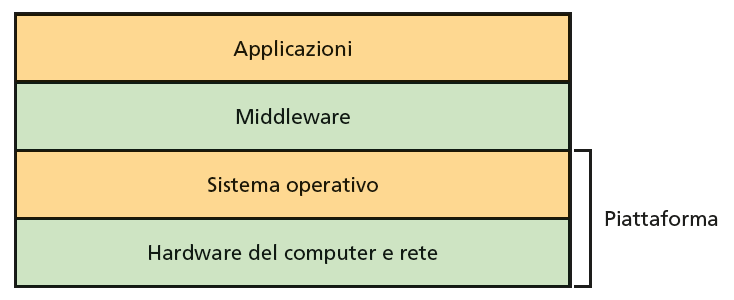 Applicazioni
Middleware
Sistema operativo
Piattaforma
Hardware del computer e rete